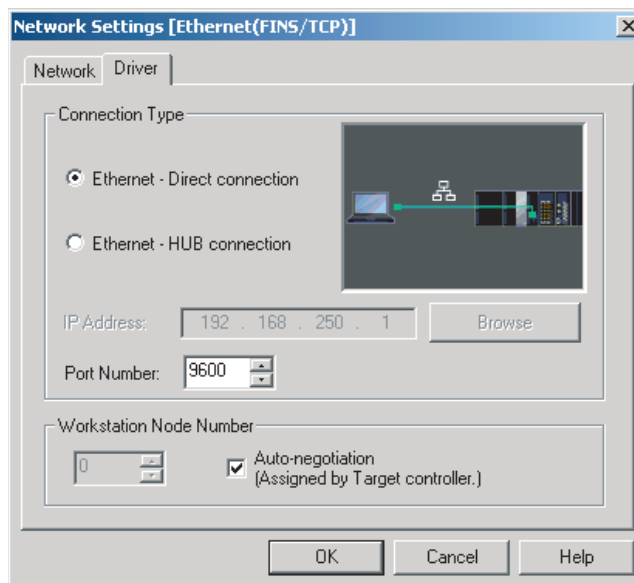 Network Settings [Ethernet(FINS/TCP)]
Network Driver
Connection Type
Ethernet - Direct connection
Ethernet - HUB connection
IP Address: 192 . 168 . 250 . 1 Browse
Port Number: 9600
Workstation Node Number
0 Auto-negotiation
(Assigned by Target controller.)
OK Cancel Help